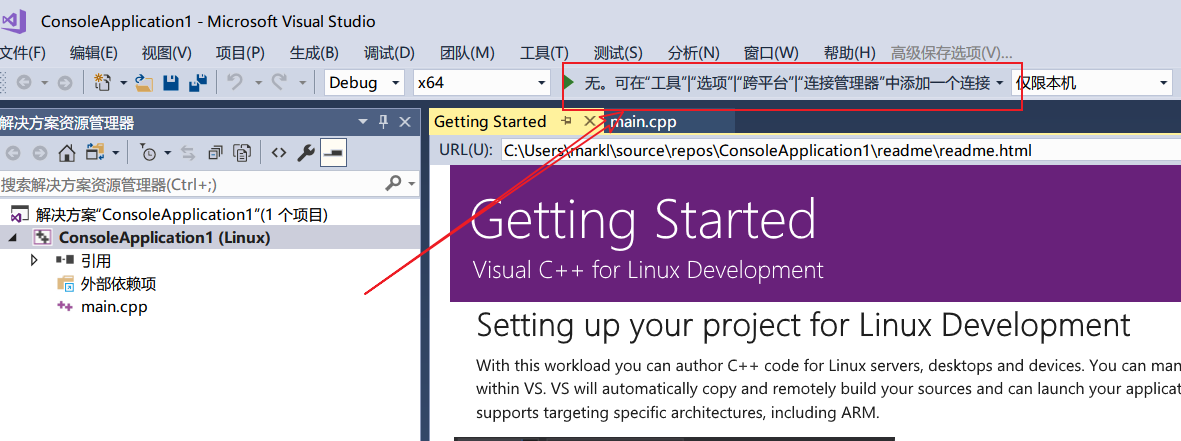 ConsoleApplication1 - Microsoft Visual Studio
文件(F) 编辑(E) 视图(V) 项目(P) 生成(B) 调试(D) 团队(M) 工具(T) 测试(S) 分析(N) 窗口(W) 帮助(H) 高级保存选项(V)...
Debug x64 无。可在“工具”|“选项”|“跨平台”|“连接管理器”中添加一个连接 仅限本机
解决方案资源管理器
Getting Started main.cpp
URL(U): C:\Users\markl\source\repos\ConsoleApplication1\readme\readme.html
搜索解决方案资源管理器(Ctrl+;)
解决方案“ConsoleApplication1”(1 个项目)
ConsoleApplication1 (Linux)
引用
外部依赖项
main.cpp
Getting Started
Visual C++ for Linux Development
Setting up your project for Linux Development
With this workload you can author C++ code for Linux servers, desktops and devices. You can man
within VS. VS will automatically copy and remotely build your sources and can launch your applicat
supports targeting specific architectures, including ARM.